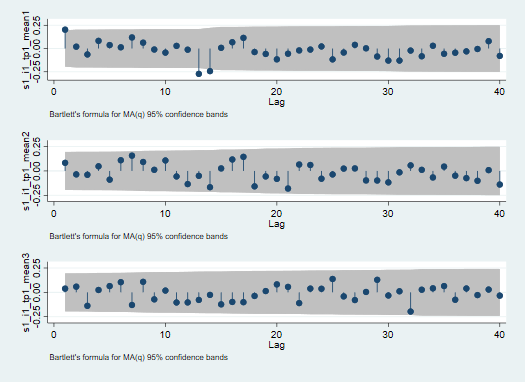 s1_i1_tp1_mean1
-0.25 0.00 0.25
0 10 20 30 40
Lag
Bartlett's formula for MA(q) 95% confidence bands
s1_i1_tp1_mean2
-0.25 0.00 0.25
0 10 20 30 40
Lag
Bartlett's formula for MA(q) 95% confidence bands
s1_i1_tp1_mean3
-0.25 0.00 0.25
0 10 20 30 40
Lag
Bartlett's formula for MA(q) 95% confidence bands